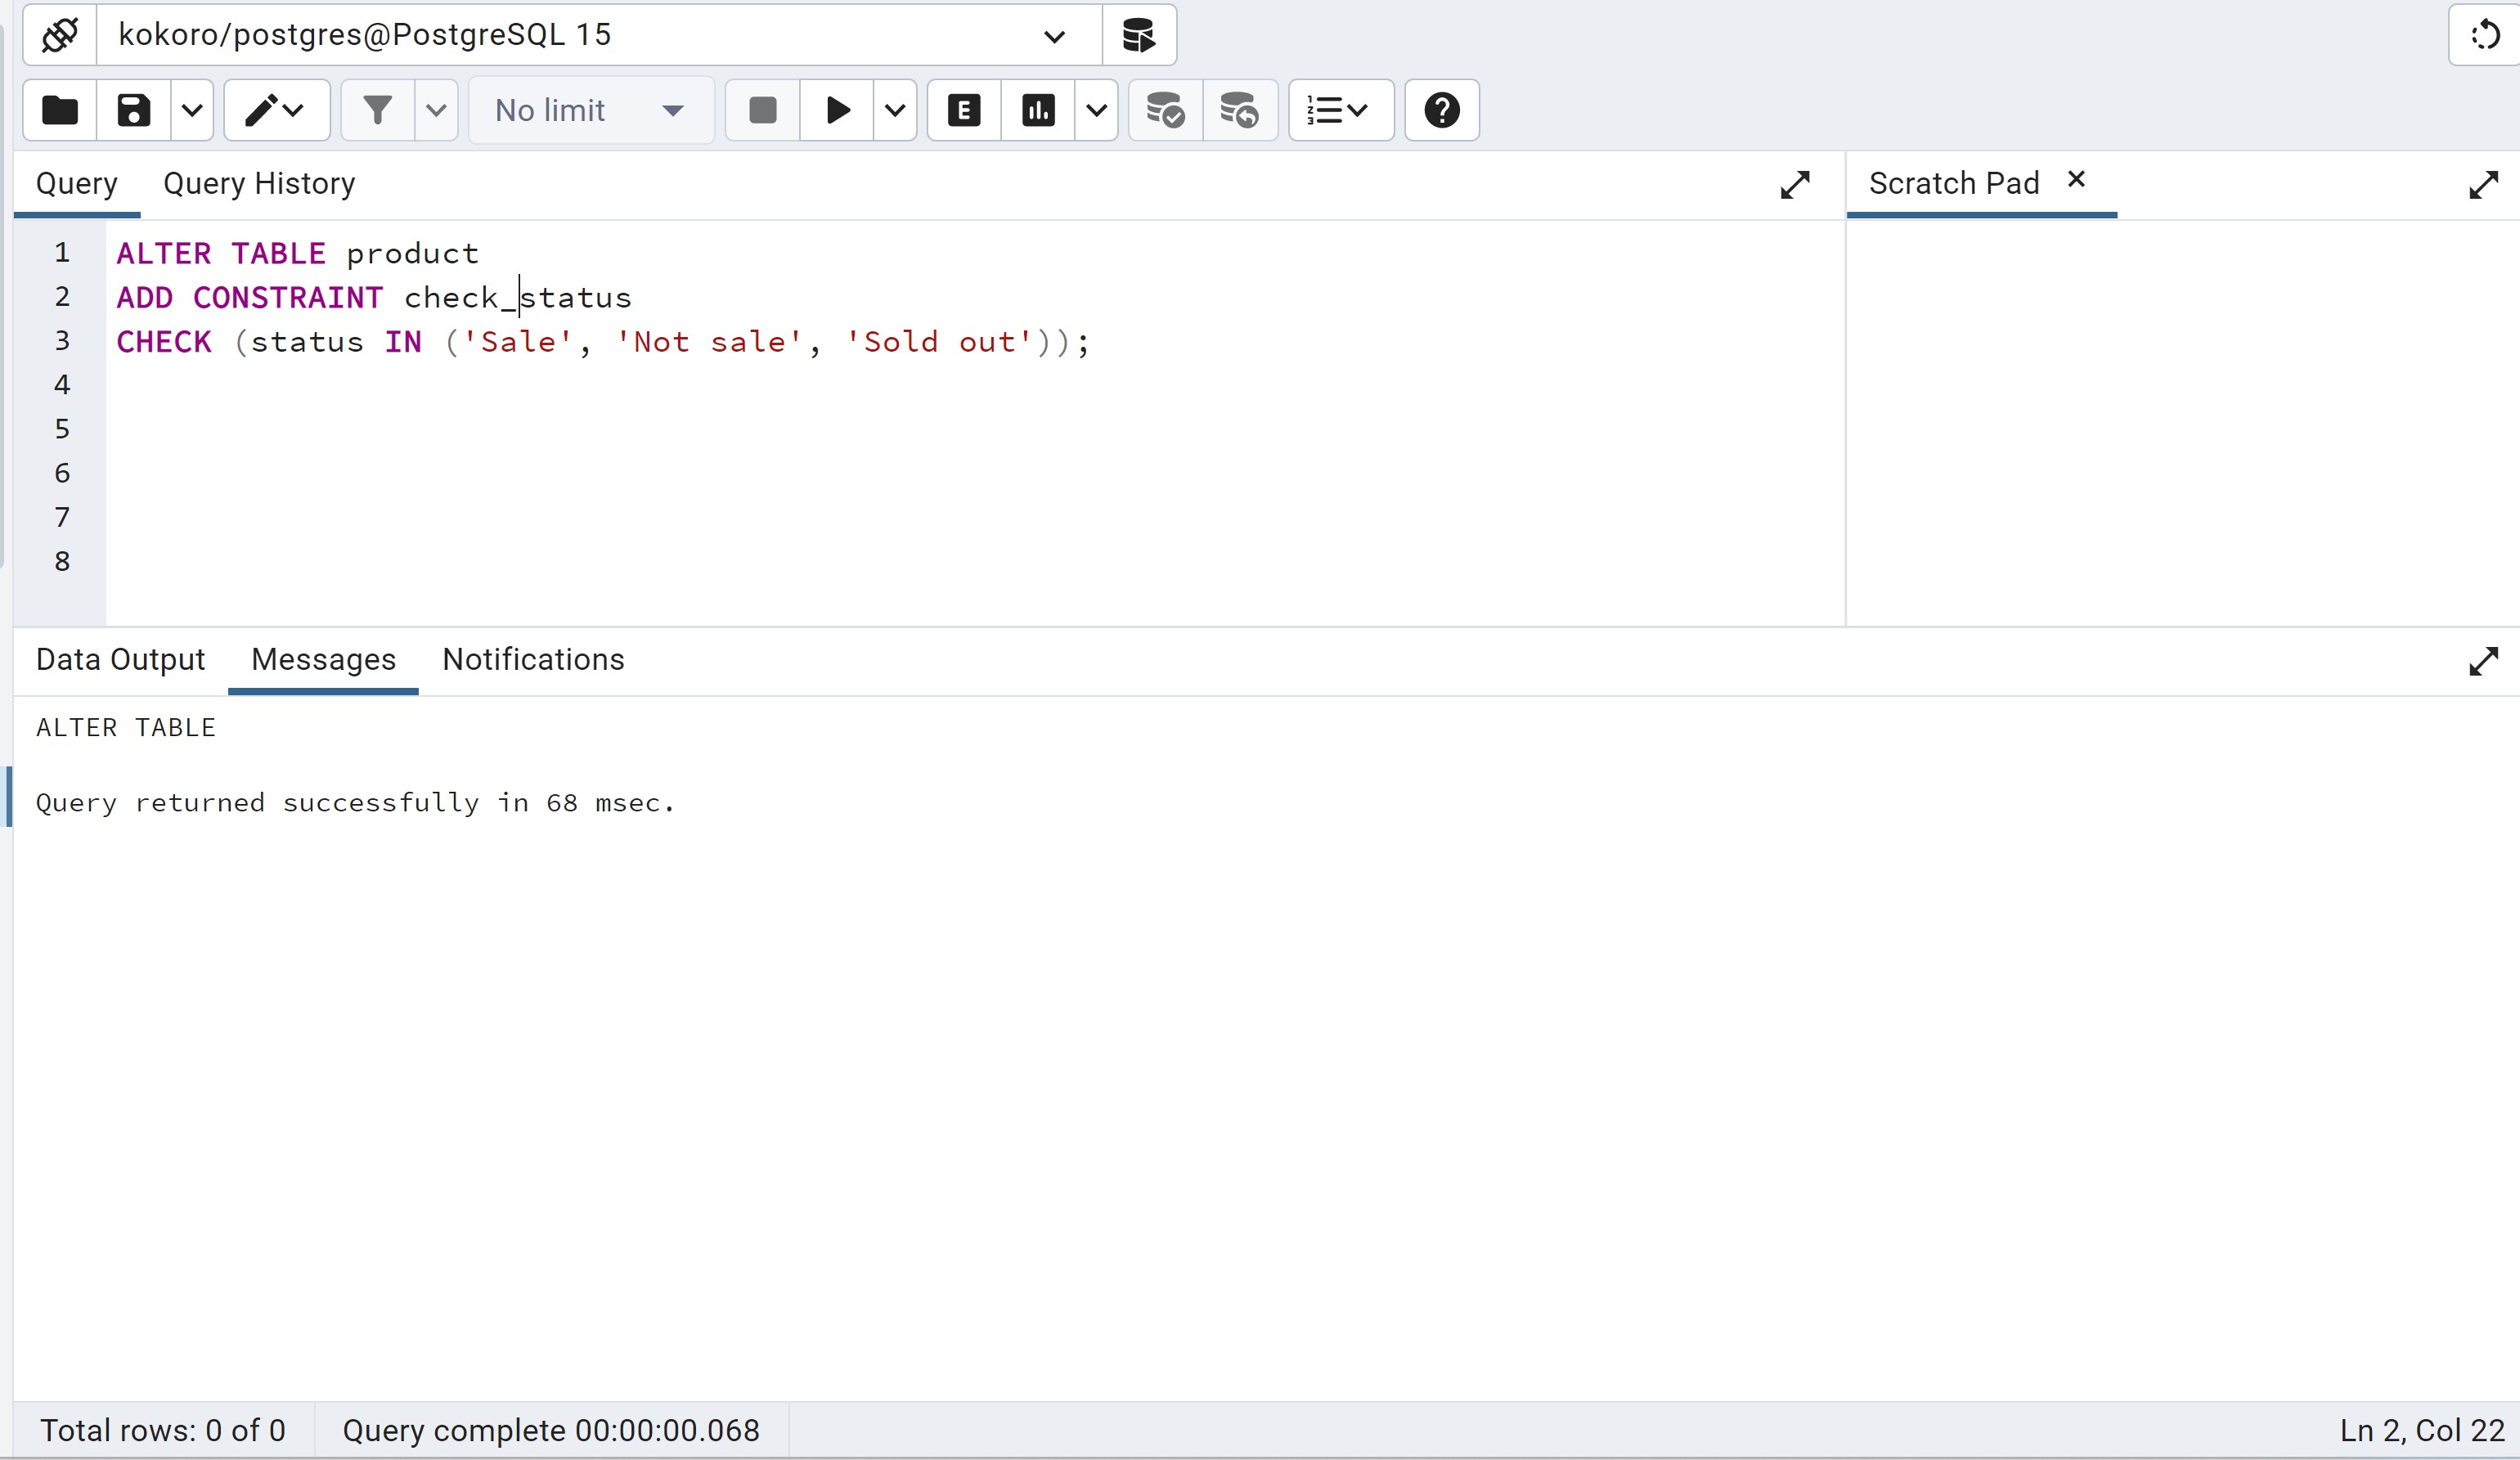 kokoro/postgres@PostgreSQL 15
No limit
E
Query Query History
Scratch Pad
1 ALTER TABLE product
2 ADD CONSTRAINT check_status
3 CHECK (status IN ('Sale', 'Not sale', 'Sold out'));
4
5
6
7
8
Data Output Messages Notifications
ALTER TABLE
Query returned successfully in 68 msec.
Total rows: 0 of 0 Query complete 00:00:00.068 Ln 2, Col 22